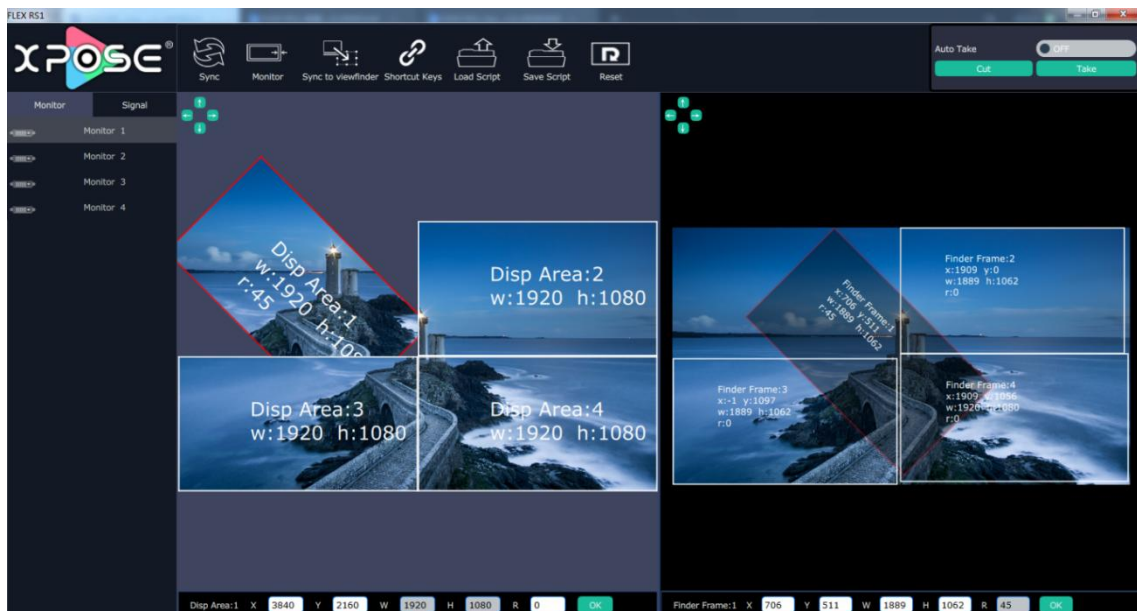 FLEX RS1
XPOSE®
Sync
Monitor
Sync to viewfinder
Shortcut Keys
Load Script
Save Script
Reset
Auto Take
OFF
Cut
Take
Monitor
Signal
Monitor 1
Monitor 2
Monitor 3
Monitor 4
Disp Area:1
w:1920 h:1080
r:45
Disp Area:2
w:1920 h:1080
Disp Area:3
w:1920 h:1080
Disp Area:4
w:1920 h:1080
Finder Frame:1
x:706 y:511
w:1889 h:1062
r:45
Finder Frame:2
x:1909 y:0
w:1889 h:1062
r:0
Finder Frame:3
x:-1 y:1097
w:1889 h:1062
r:0
Finder Frame:4
x:1909 y:1056
w:1920 h:1080
r:0
Disp Area:1 X 3840 Y 2160 W 1920 H 1080 R 0 OK
Finder Frame:1 X 706 Y 511 W 1889 H 1062 R 45 OK